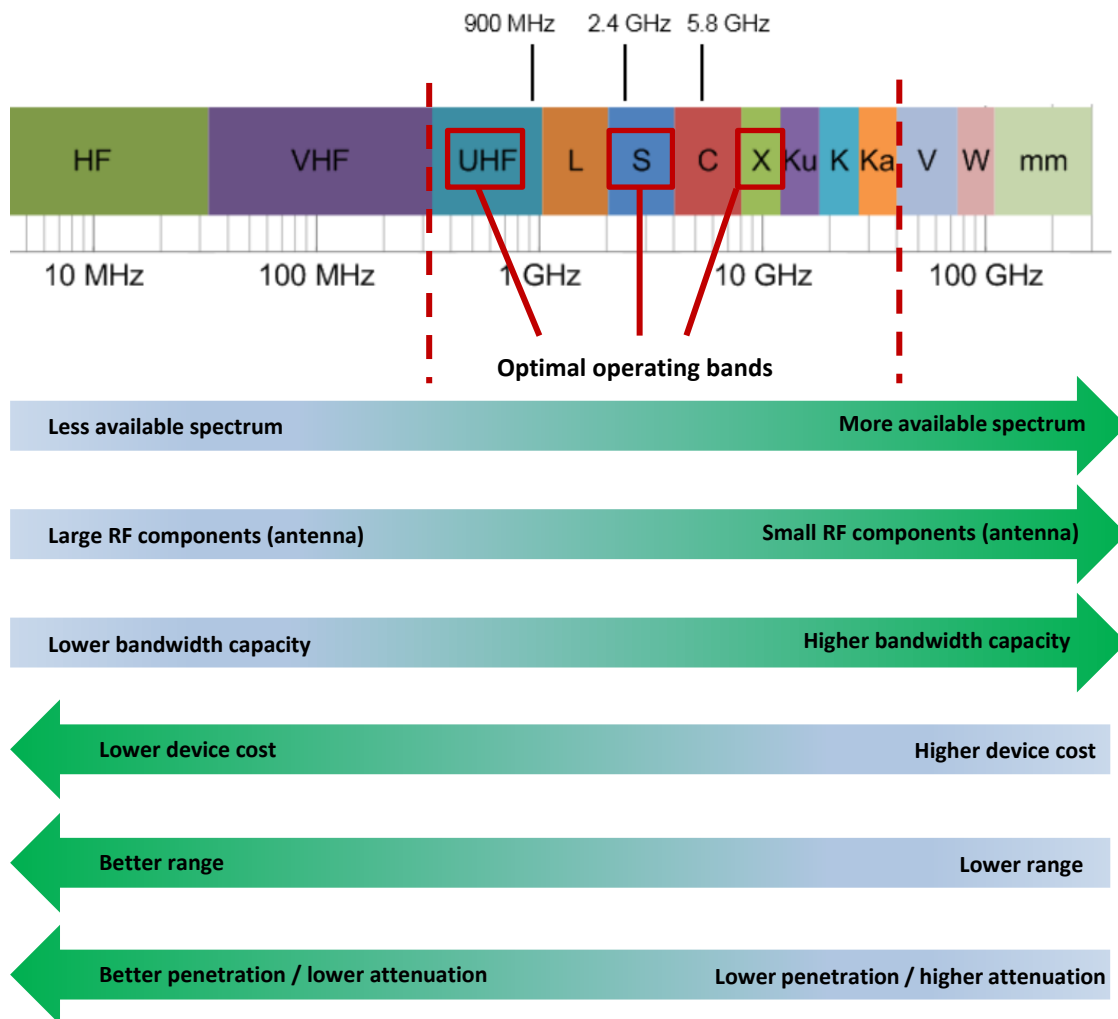 900 MHz 2.4 GHz 5.8 GHz
HF VHF UHF L S C X Ku K Ka V W mm
10 MHz 100 MHz 1 GHz 10 GHz 100 GHz
Optimal operating bands
Less available spectrum More available spectrum
Large RF components (antenna) Small RF components (antenna)
Lower bandwidth capacity Higher bandwidth capacity
Lower device cost Higher device cost
Better range Lower range
Better penetration / lower attenuation Lower penetration / higher attenuation